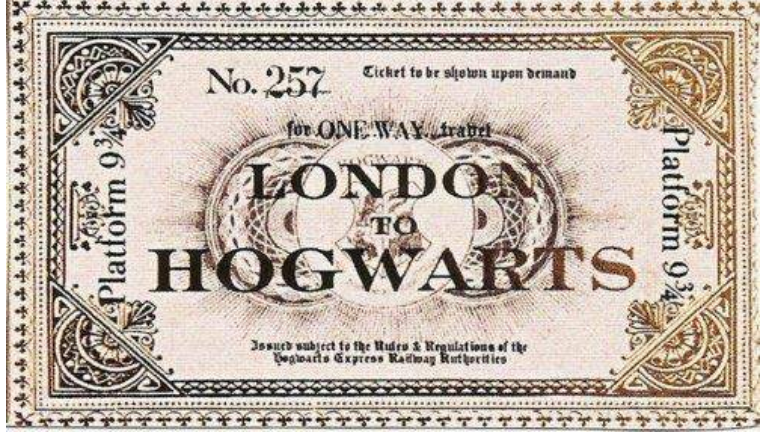 No. 257
Ticket to be shown upon demand
for ONE WAY...travel
HOGWARTS
LONDON
TO
HOGWARTS
Platform 9¾
Platform 9¾
Issued subject to the Rules & Regulations of the
Hogwarts Express Railway Authorities